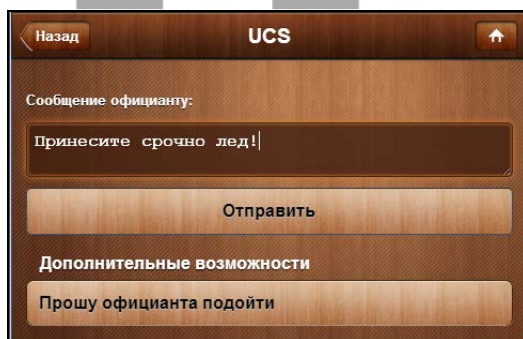 Назад UCS
Сообщение официанту:
Принесите срочно лед!
Отправить
Дополнительные возможности
Прошу официанта подойти